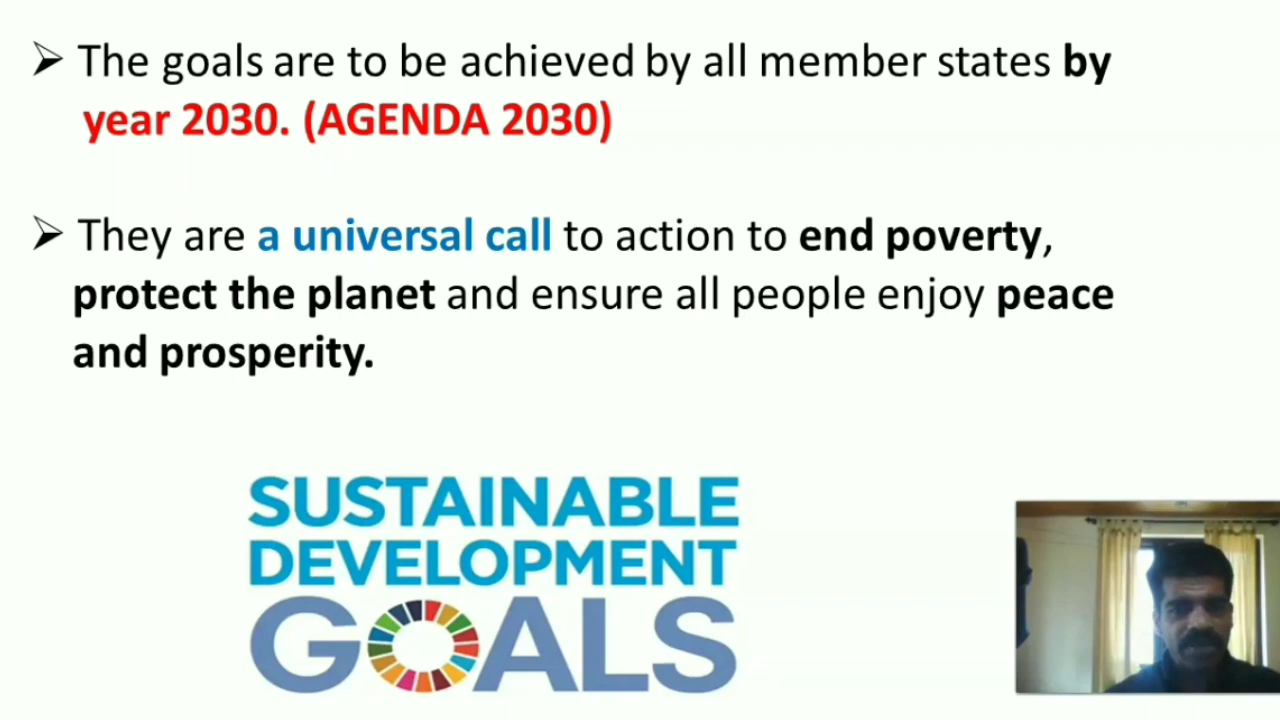 The goals are to be achieved by all member states by
year 2030. (AGENDA 2030)
They are a universal call to action to end poverty,
protect the planet and ensure all people enjoy peace
and prosperity.
SUSTAINABLE
DEVELOPMENT
GOALS